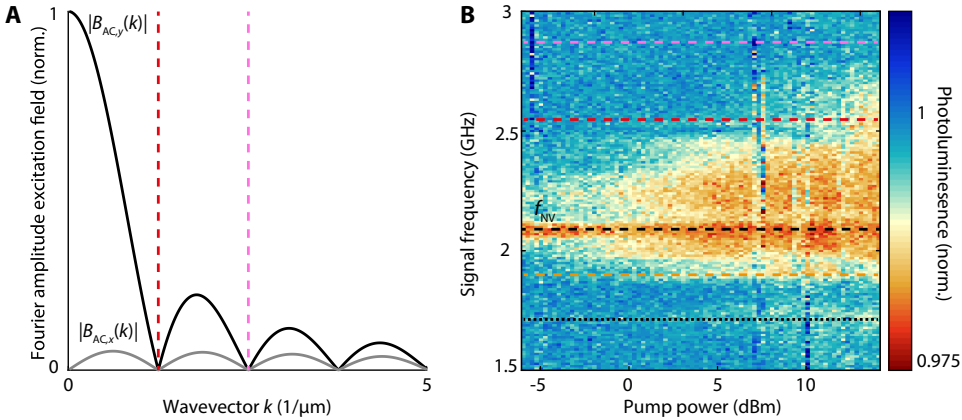 A
Fourier amplitude excitation field (norm.)
1
0
|B_AC,y(k)|
|B_AC,x(k)|
0
5
Wavevector k (1/μm)
B
Signal frequency (GHz)
3
2.5
2
1.5
f_NV
-5
0
5
10
Pump power (dBm)
1
0.975
Photoluminesence (norm.)